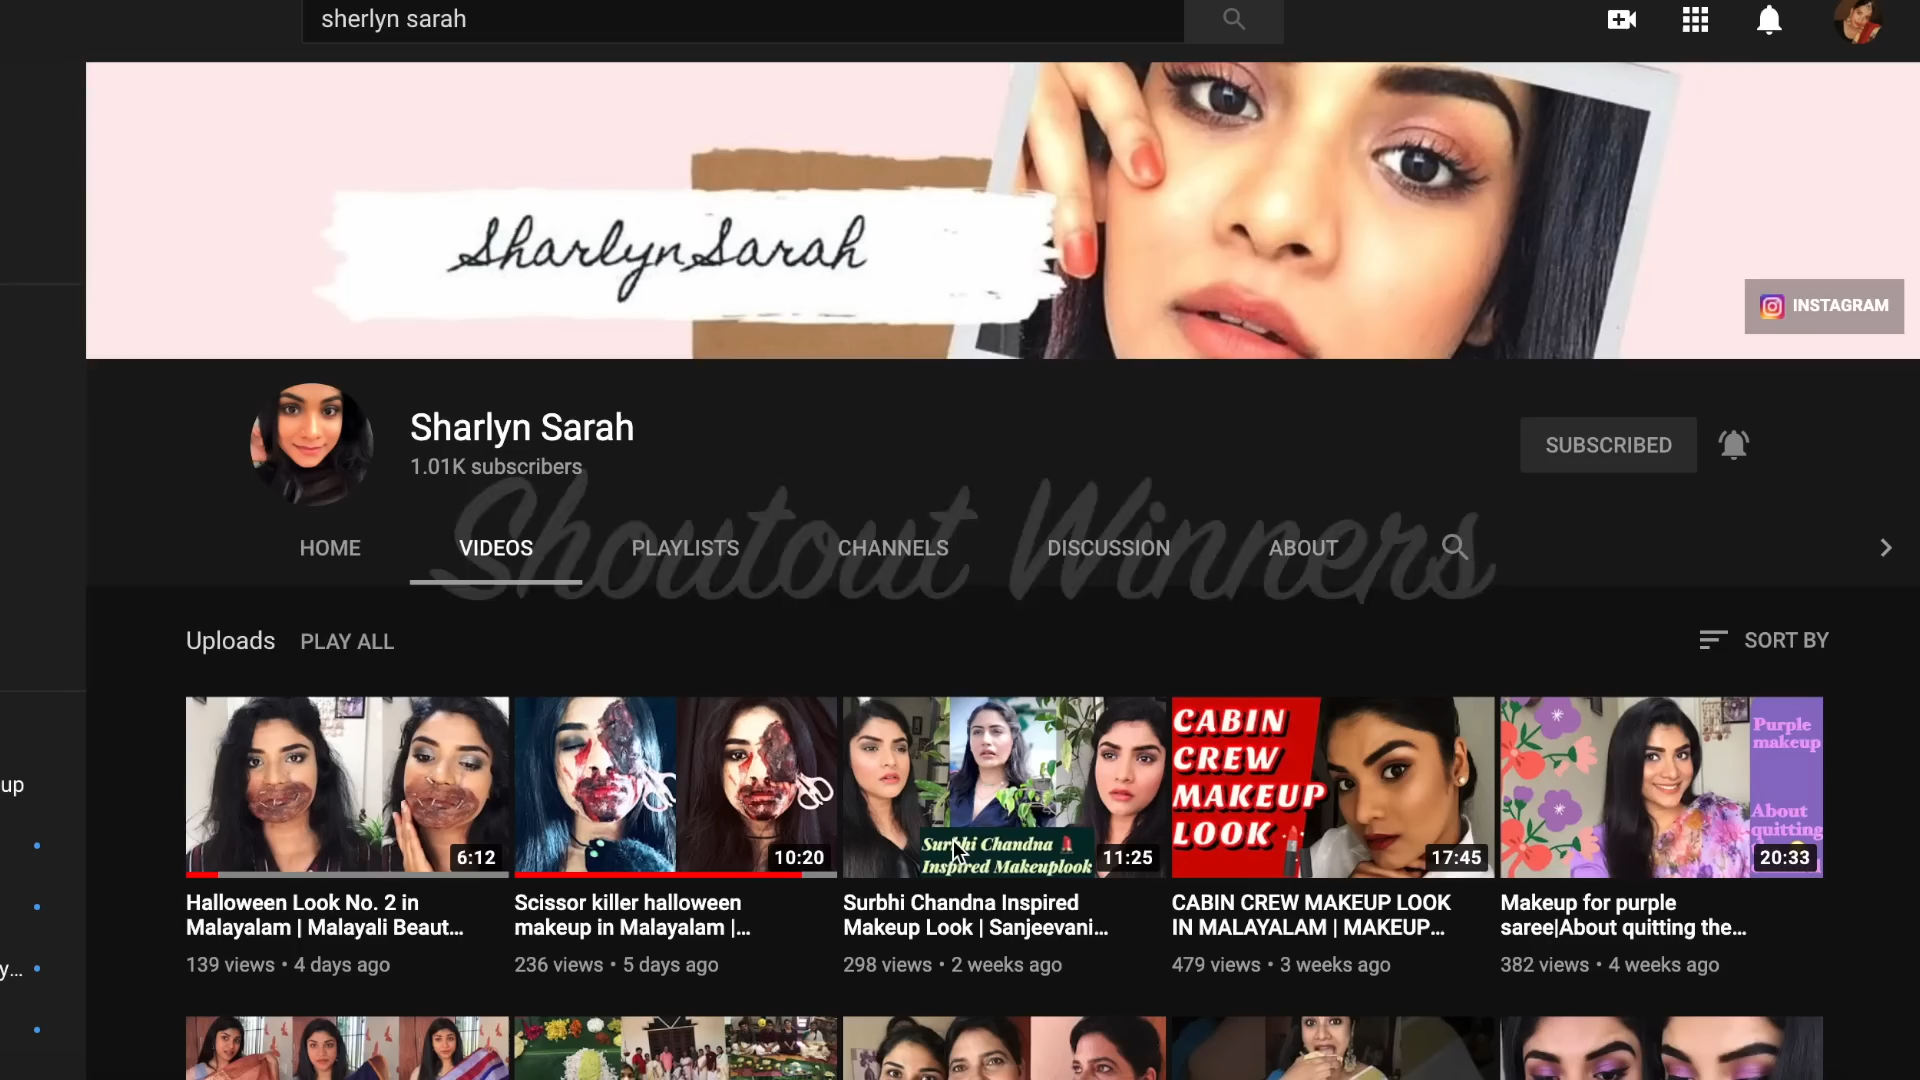 sherlyn sarah
SharlynSarah
INSTAGRAM
Sharlyn Sarah
1.01K subscribers
SUBSCRIBED
Shoutout Winners
HOME VIDEOS PLAYLISTS CHANNELS DISCUSSION ABOUT
Uploads PLAY ALL SORT BY
up
y...
6:12
10:20
Surbhi Chandna
Inspired Makeuplook
11:25
CABIN
CREW
MAKEUP
LOOK
17:45
Purple
makeup
About
quitting
20:33
Halloween Look No. 2 in
Malayalam | Malayali Beaut...
139 views • 4 days ago
Scissor killer halloween
makeup in Malayalam |...
236 views • 5 days ago
Surbhi Chandna Inspired
Makeup Look | Sanjeevani...
298 views • 2 weeks ago
CABIN CREW MAKEUP LOOK
IN MALAYALAM | MAKEUP...
479 views • 3 weeks ago
Makeup for purple
saree|About quitting the...
382 views • 4 weeks ago